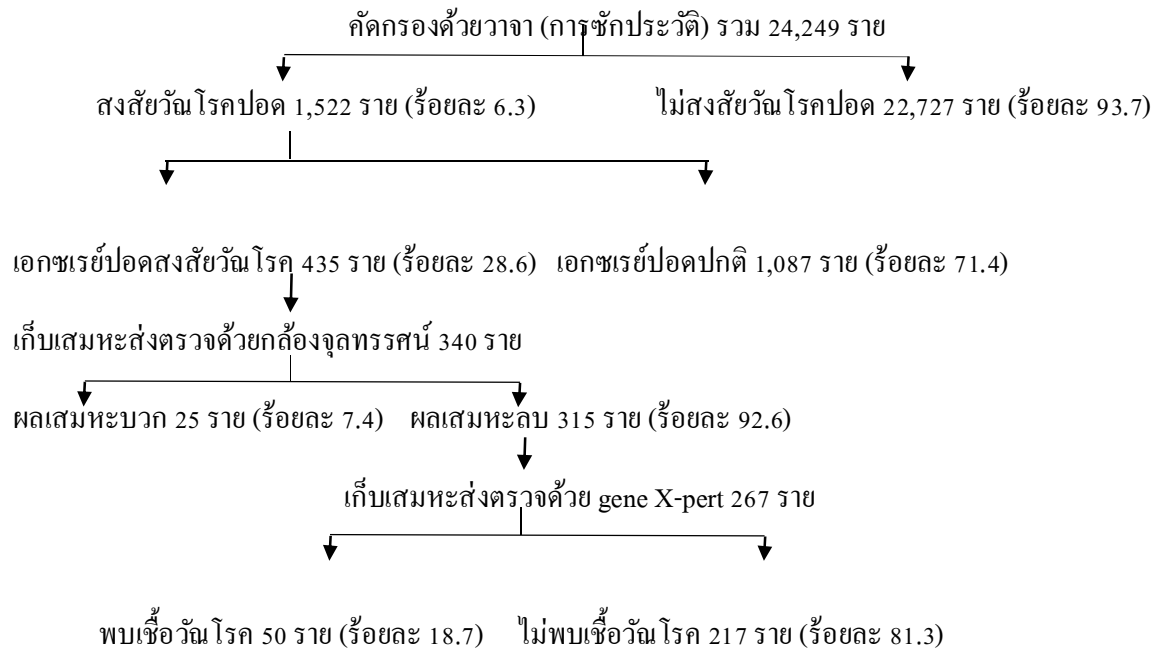 คัดกรองด้วยวาจา (การซักประวัติ) รวม 24,249 ราย
สงสัยวัณโรคปอด 1,522 ราย (ร้อยละ 6.3) ไม่สงสัยวัณโรคปอด 22,727 ราย (ร้อยละ 93.7)
เอกซเรย์ปอดสงสัยวัณโรค 435 ราย (ร้อยละ 28.6) เอกซเรย์ปอดปกติ 1,087 ราย (ร้อยละ 71.4)
เก็บเสมหะส่งตรวจด้วยกล้องจุลทรรศน์ 340 ราย
ผลเสมหะบวก 25 ราย (ร้อยละ 7.4) ผลเสมหะลบ 315 ราย (ร้อยละ 92.6)
เก็บเสมหะส่งตรวจด้วย gene X-pert 267 ราย
พบเชื้อวัณโรค 50 ราย (ร้อยละ 18.7) ไม่พบเชื้อวัณโรค 217 ราย (ร้อยละ 81.3)